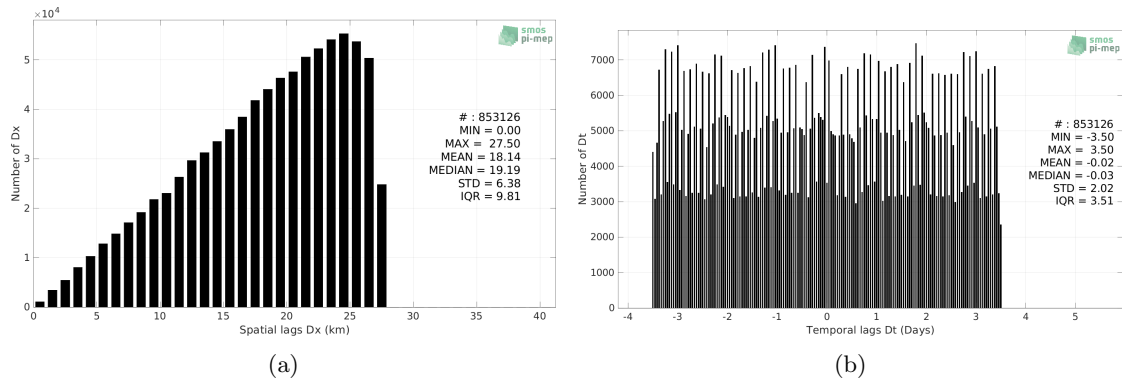 ×10⁴
5
4
3
2
1
0
Number of Dx
0 5 10 15 20 25 30 35 40
Spatial lags Dx (km)
smos
pi-mep
# : 853126
MIN = 0.00
MAX = 27.50
MEAN = 18.14
MEDIAN = 19.19
STD = 6.38
IQR = 9.81
(a)
7000
6000
5000
4000
3000
2000
1000
0
Number of Dt
-4 -3 -2 -1 0 1 2 3 4 5
Temporal lags Dt (Days)
smos
pi-mep
# : 853126
MIN = -3.50
MAX = 3.50
MEAN = -0.02
MEDIAN = -0.03
STD = 2.02
IQR = 3.51
(b)